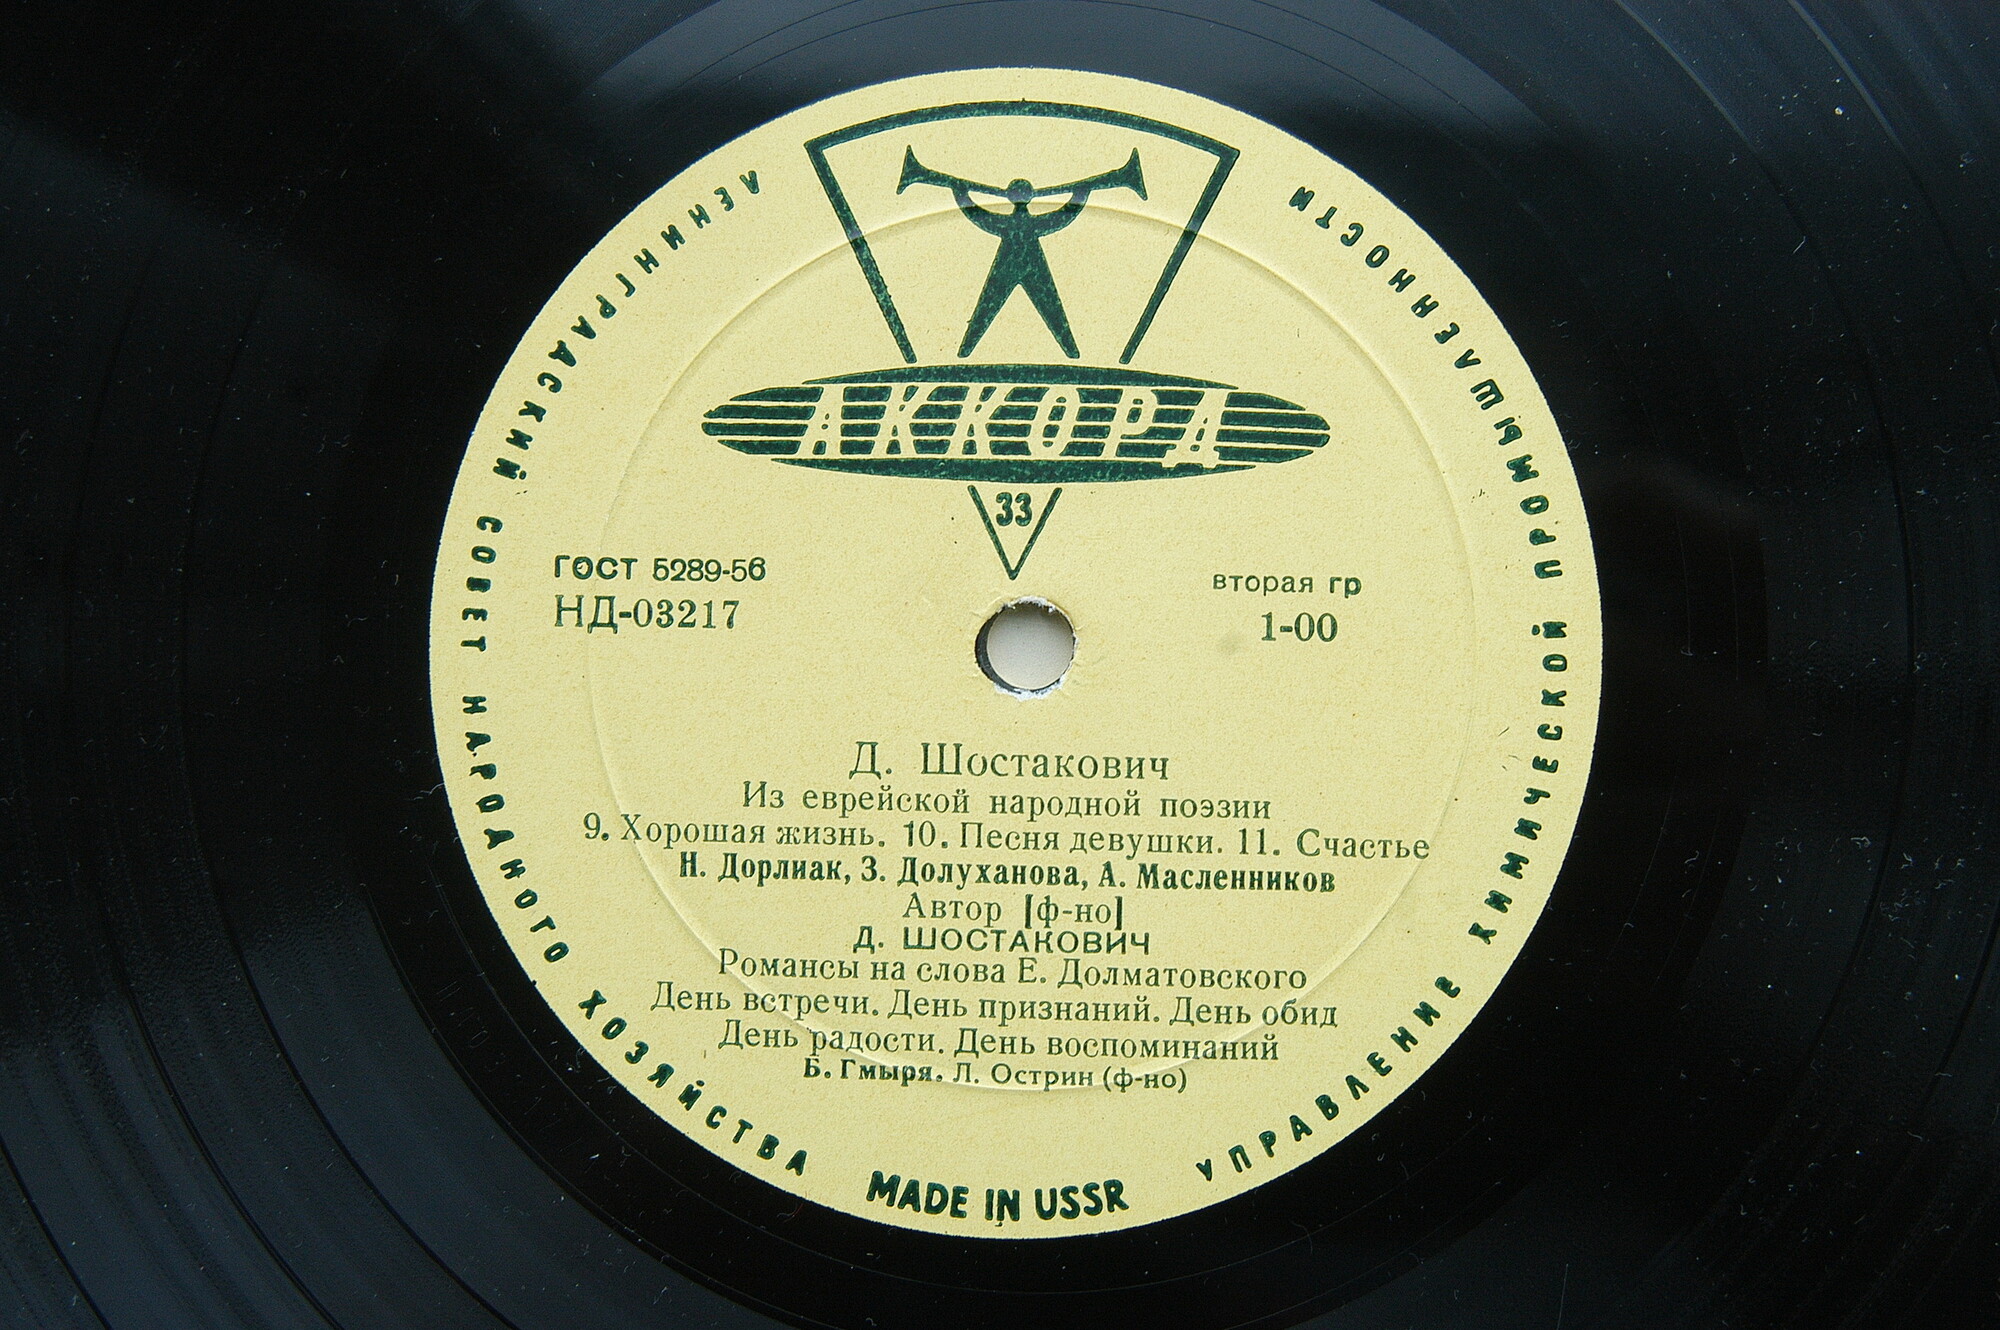 АККОРД
33
ГОСТ 5289-56
НД-03217
вторая гр
1-00
Д. Шостакович
Из еврейской народной поэзии
9. Хорошая жизнь. 10. Песня девушки. 11. Счастье
Н. Дорлиак, З. Долуханова, А. Масленников
Автор [ф-но]
Д. ШОСТАКОВИЧ
Романсы на слова Е. Долматовского
День встречи. День признаний. День обид
День радости. День воспоминаний
Б. Гмыря. Л. Острин (ф-но)
ЛЕНИНГРАДСКИЙ СОВЕТ НАРОДНОГО ХОЗЯЙСТВА
MADE IN USSR
УПРАВЛЕНИЕ ХИМИЧЕСКОЙ ПРОМЫШЛЕННОСТИ